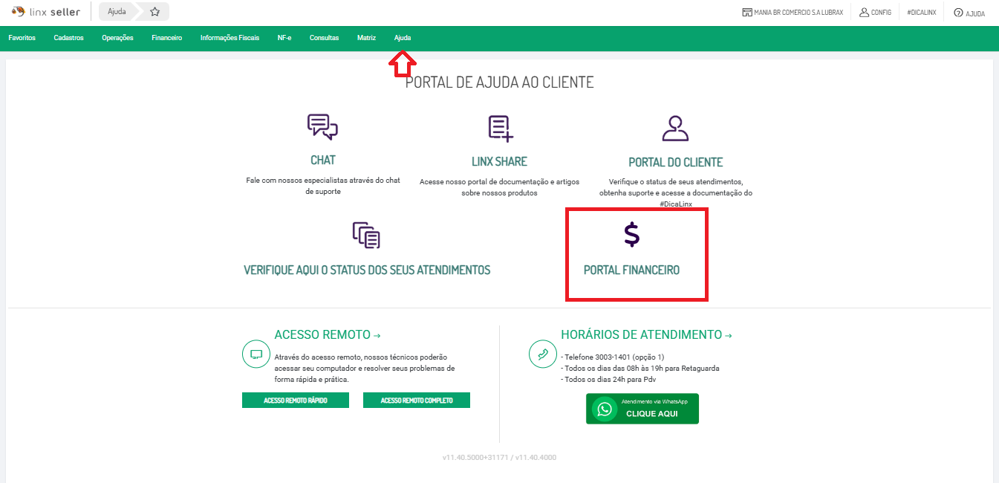 linx seller
Ajuda
MANIA BR COMERCIO S.A LUBRAX
CONFIG
#DICALINX
AJUDA
Favoritos
Cadastros
Operações
Financeiro
Informações Fiscais
NF-e
Consultas
Matriz
Ajuda
PORTAL DE AJUDA AO CLIENTE
CHAT
Fale com nossos especialistas através do chat
de suporte
LINX SHARE
Acesse nosso portal de documentação e artigos
sobre nossos produtos
PORTAL DO CLIENTE
Verifique o status de seus atendimentos,
obtenha suporte e acesse a documentação do
#DicaLinx
VERIFIQUE AQUI O STATUS DOS SEUS ATENDIMENTOS
PORTAL FINANCEIRO
ACESSO REMOTO →
Através do acesso remoto, nossos técnicos poderão
acessar seu computador e resolver seus problemas de
forma rápida e prática.
ACESSO REMOTO RÁPIDO
ACESSO REMOTO COMPLETO
HORÁRIOS DE ATENDIMENTO →
- Telefone 3003-1401 (opção 1)
- Todos os dias das 08h às 19h para Retaguarda
- Todos os dias 24h para Pdv
Atendimento via WhatsApp
CLIQUE AQUI
v11.40.5000+31171 / v11.40.4000